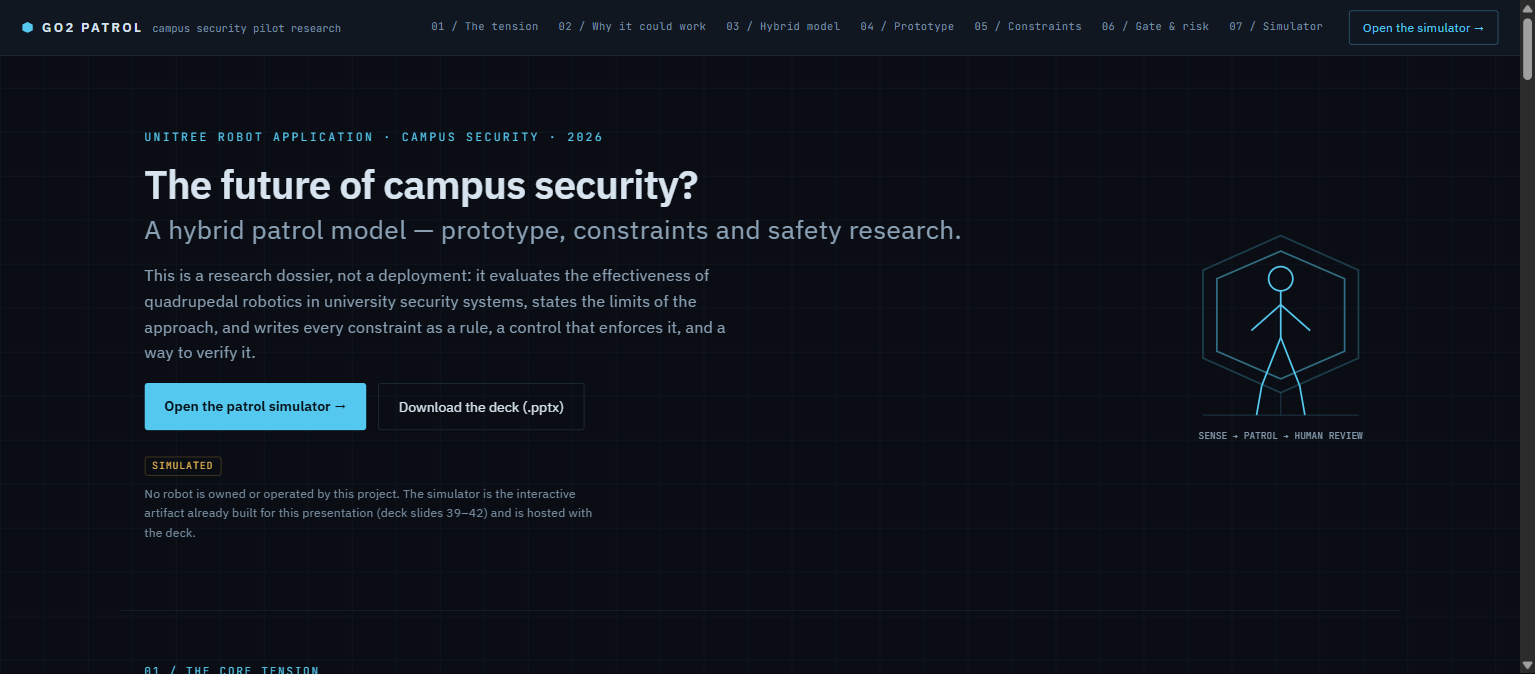 GO2 PATROL campus security pilot research
01 / The tension
02 / Why it could work
03 / Hybrid model
04 / Prototype
05 / Constraints
06 / Gate & risk
07 / Simulator
Open the simulator →
UNITREE ROBOT APPLICATION · CAMPUS SECURITY · 2026
The future of campus security?
A hybrid patrol model — prototype, constraints and safety research.
This is a research dossier, not a deployment: it evaluates the effectiveness of
quadrupedal robotics in university security systems, states the limits of the
approach, and writes every constraint as a rule, a control that enforces it, and a
way to verify it.
Open the patrol simulator →
Download the deck (.pptx)
SIMULATED
No robot is owned or operated by this project. The simulator is the interactive
artifact already built for this presentation (deck slides 39–42) and is hosted with
the deck.
SENSE → PATROL → HUMAN REVIEW
01 / THE CORE TENSION